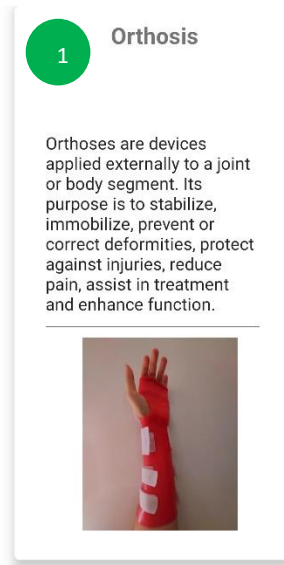 Orthosis
1
Orthoses are devices
applied externally to a joint
or body segment. Its
purpose is to stabilize,
immobilize, prevent or
correct deformities, protect
against injuries, reduce
pain, assist in treatment
and enhance function.